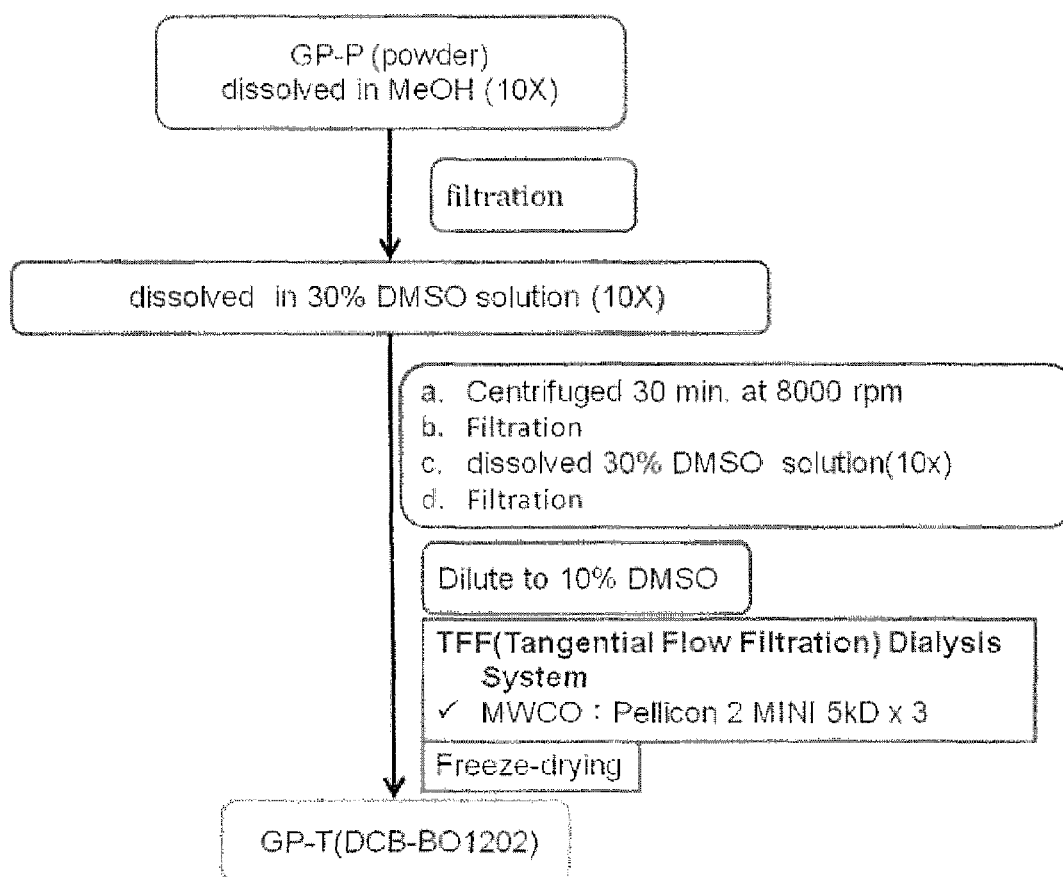 GP-P (powder)
dissolved in MeOH (10X)
filtration
dissolved in 30% DMSO solution (10X)
a. Centrifuged 30 min. at 8000 rpm
b. Filtration
c. dissolved 30% DMSO solution(10x)
d. Filtration
Dilute to 10% DMSO
TFF(Tangential Flow Filtration) Dialysis
System
✓ MWCO : Pellicon 2 MINI 5kD x 3
Freeze-drying
GP-T(DCB-BO1202)